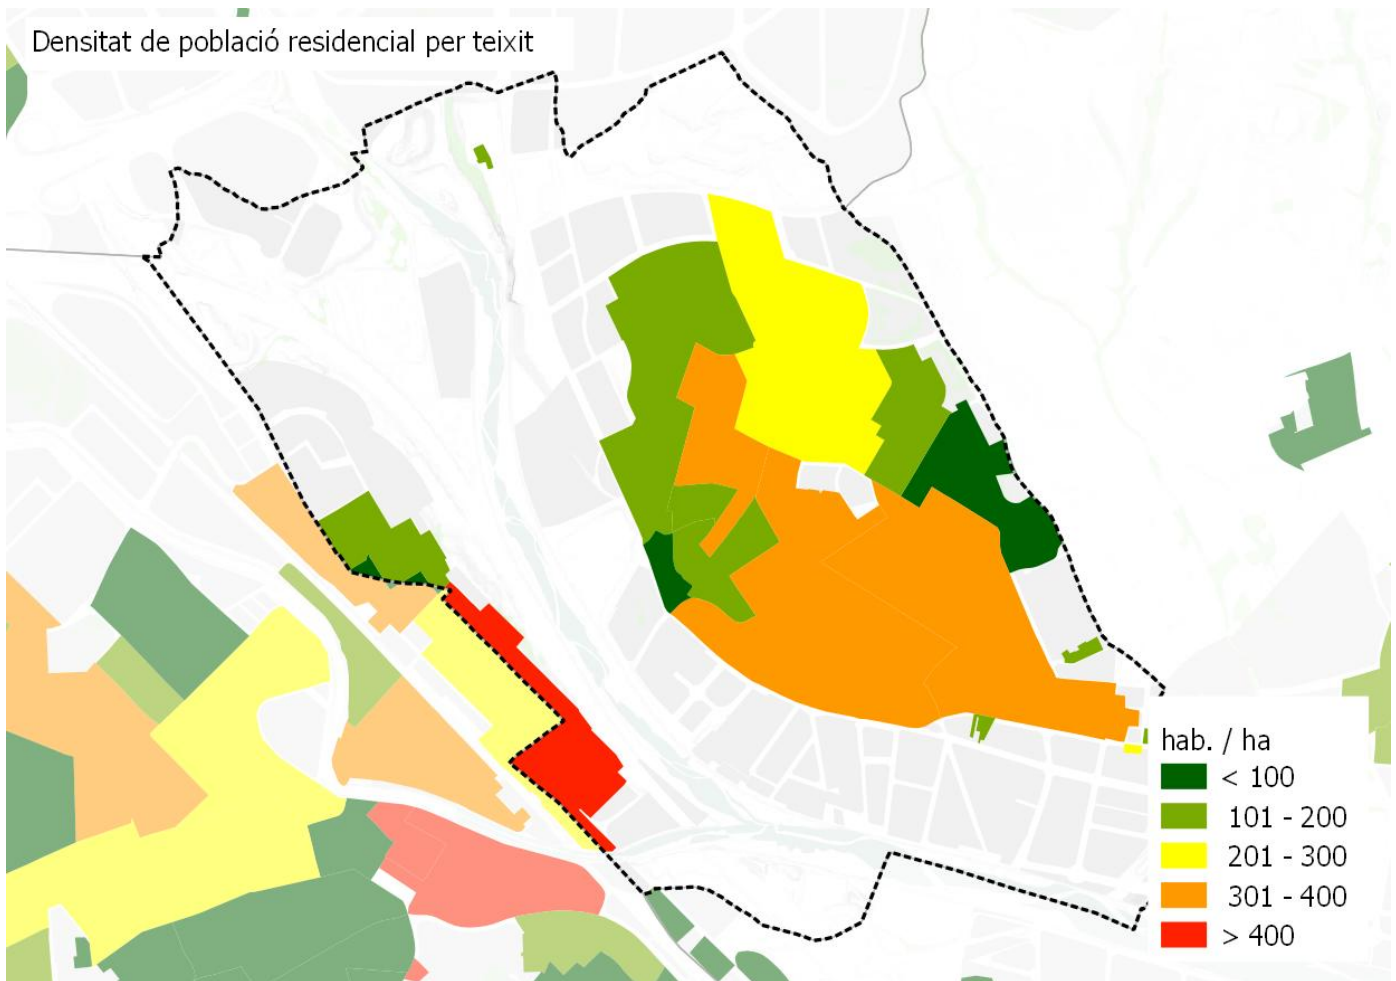 Densitat de població residencial per teixit
hab. / ha
< 100
101 - 200
201 - 300
301 - 400
> 400